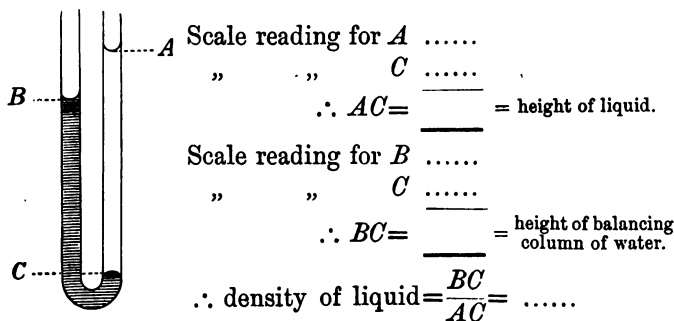 A
B
C
Scale reading for A ......
„ „ C ......
∴ AC= = height of liquid.
Scale reading for B ......
„ „ C ......
∴ BC= = height of balancing
column of water.
∴ density of liquid=BC/AC= ......